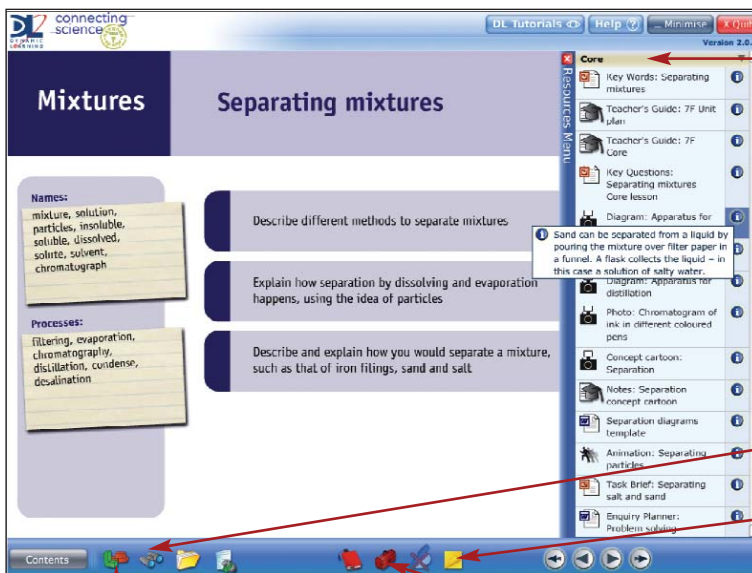 DL
DYNAMIC
LEARNING
connecting
science
DL Tutorials
Help ?
Minimise
X Quit
Version 2.0.
Mixtures
Separating mixtures
Names:
mixture, solution,
particles, insoluble,
soluble, dissolved,
solute, solvent,
chromatograph
Processes:
filtering, evaporation,
chromatography,
distillation, condense,
desalination
Describe different methods to separate mixtures
Explain how separation by dissolving and evaporation
happens, using the idea of particles
Describe and explain how you would separate a mixture,
such as that of iron filings, sand and salt
Resources Menu
Core
Key Words: Separating
mixtures
Teacher's Guide: 7F Unit
plan
Teacher's Guide: 7F
Core
Key Questions:
Separating mixtures
Core lesson
Diagram: Apparatus for
Sand can be separated from a liquid by
pouring the mixture over filter paper in
a funnel. A flask collects the liquid – in
this case a solution of salty water.
Diagram: Apparatus for
distillation
Photo: Chromatogram of
ink in different coloured
pens
Concept cartoon:
Separation
Notes: Separation
concept cartoon
Separation diagrams
template
Animation: Separating
particles
Task Brief: Separating
salt and sand
Enquiry Planner:
Problem solving
Contents